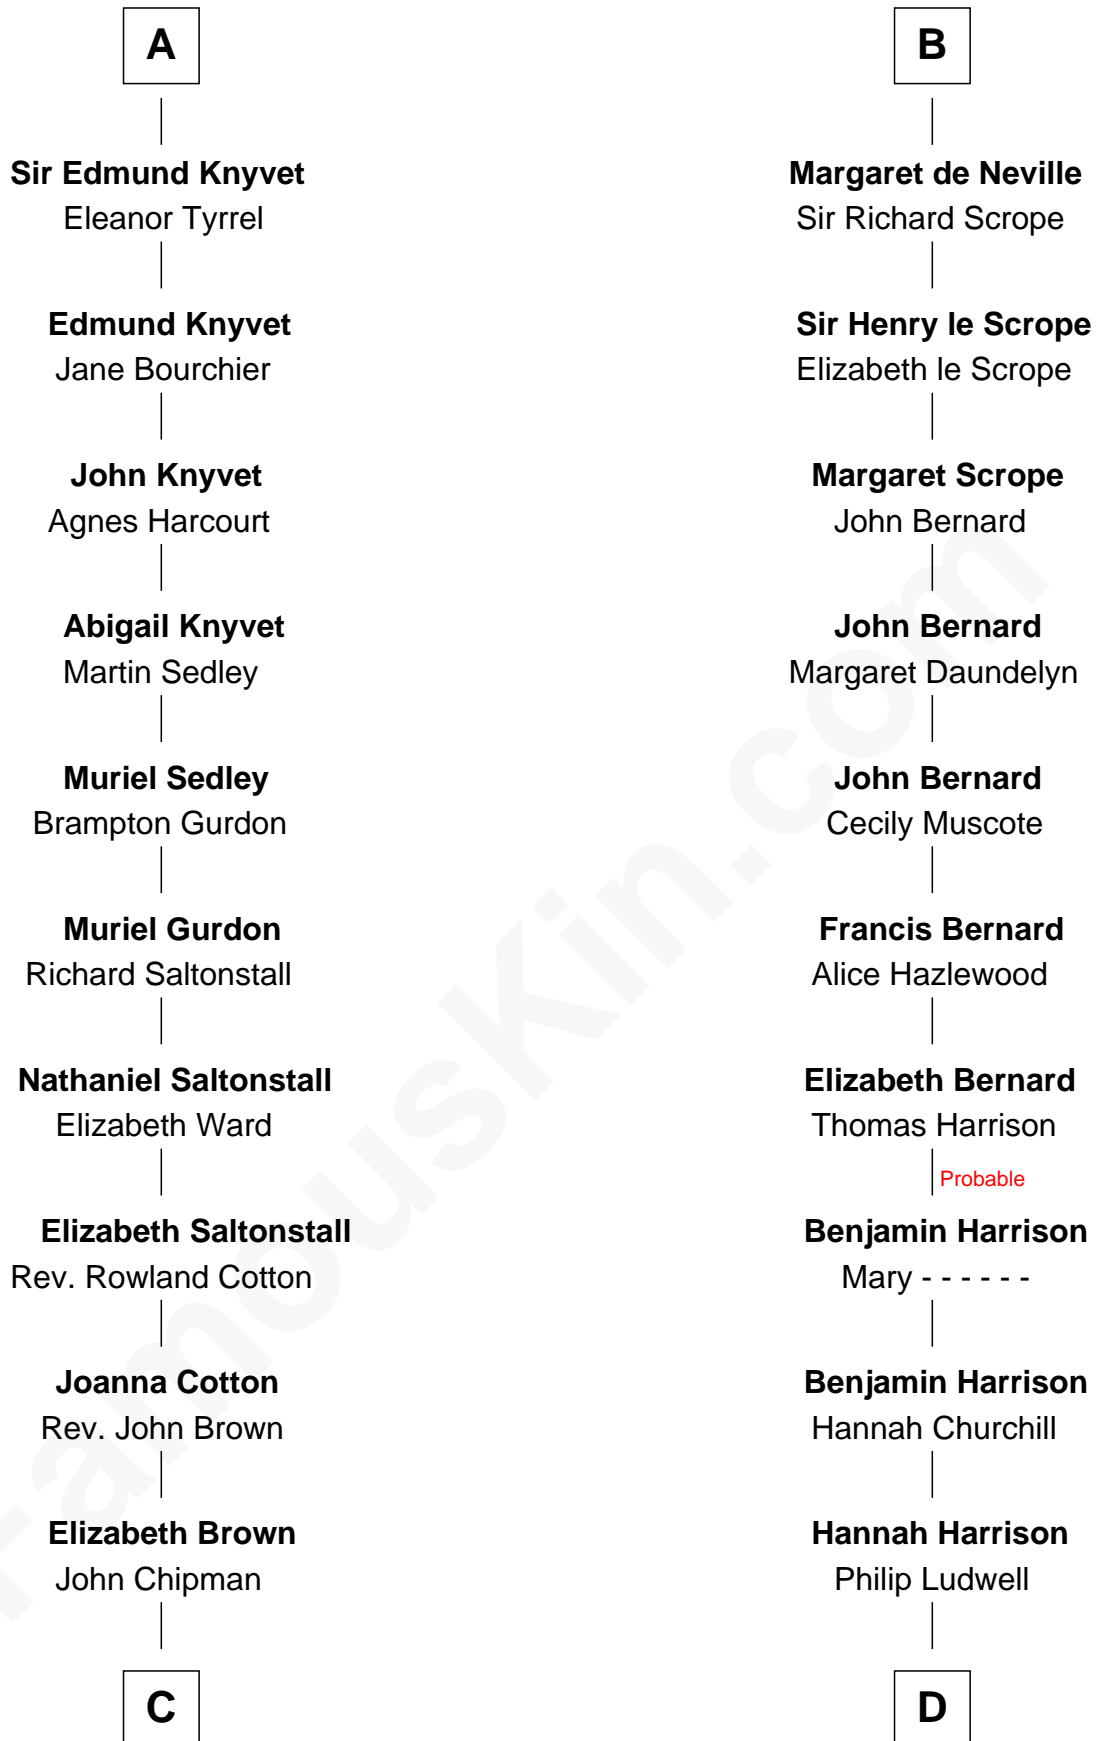 A
Sir Edmund Knyvet
Eleanor Tyrrel
Edmund Knyvet
Jane Bourchier
John Knyvet
Agnes Harcourt
Abigail Knyvet
Martin Sedley
Muriel Sedley
Brampton Gurdon
Muriel Gurdon
Richard Saltonstall
Nathaniel Saltonstall
Elizabeth Ward
Elizabeth Saltonstall
Rev. Rowland Cotton
Joanna Cotton
Rev. John Brown
Elizabeth Brown
John Chipman
C
B
Margaret de Neville
Sir Richard Scrope
Sir Henry le Scrope
Elizabeth le Scrope
Margaret Scrope
John Bernard
John Bernard
Margaret Daundelyn
John Bernard
Cecily Muscote
Francis Bernard
Alice Hazlewood
Elizabeth Bernard
Thomas Harrison
Probable
Benjamin Harrison
Mary - - - - - -
Benjamin Harrison
Hannah Churchill
Hannah Harrison
Philip Ludwell
D
FamousKin.com